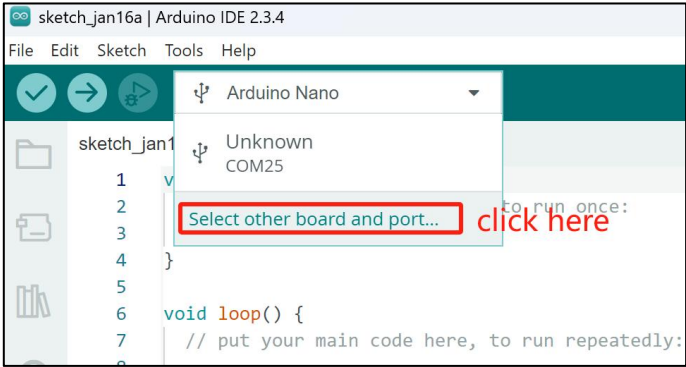 sketch_jan16a | Arduino IDE 2.3.4
File Edit Sketch Tools Help
Arduino Nano
sketch_jan1
Unknown
COM25
1 v
2 to run once:
Select other board and port... click here
3
4 }
5
6 void loop() {
7 // put your main code here, to run repeatedly: